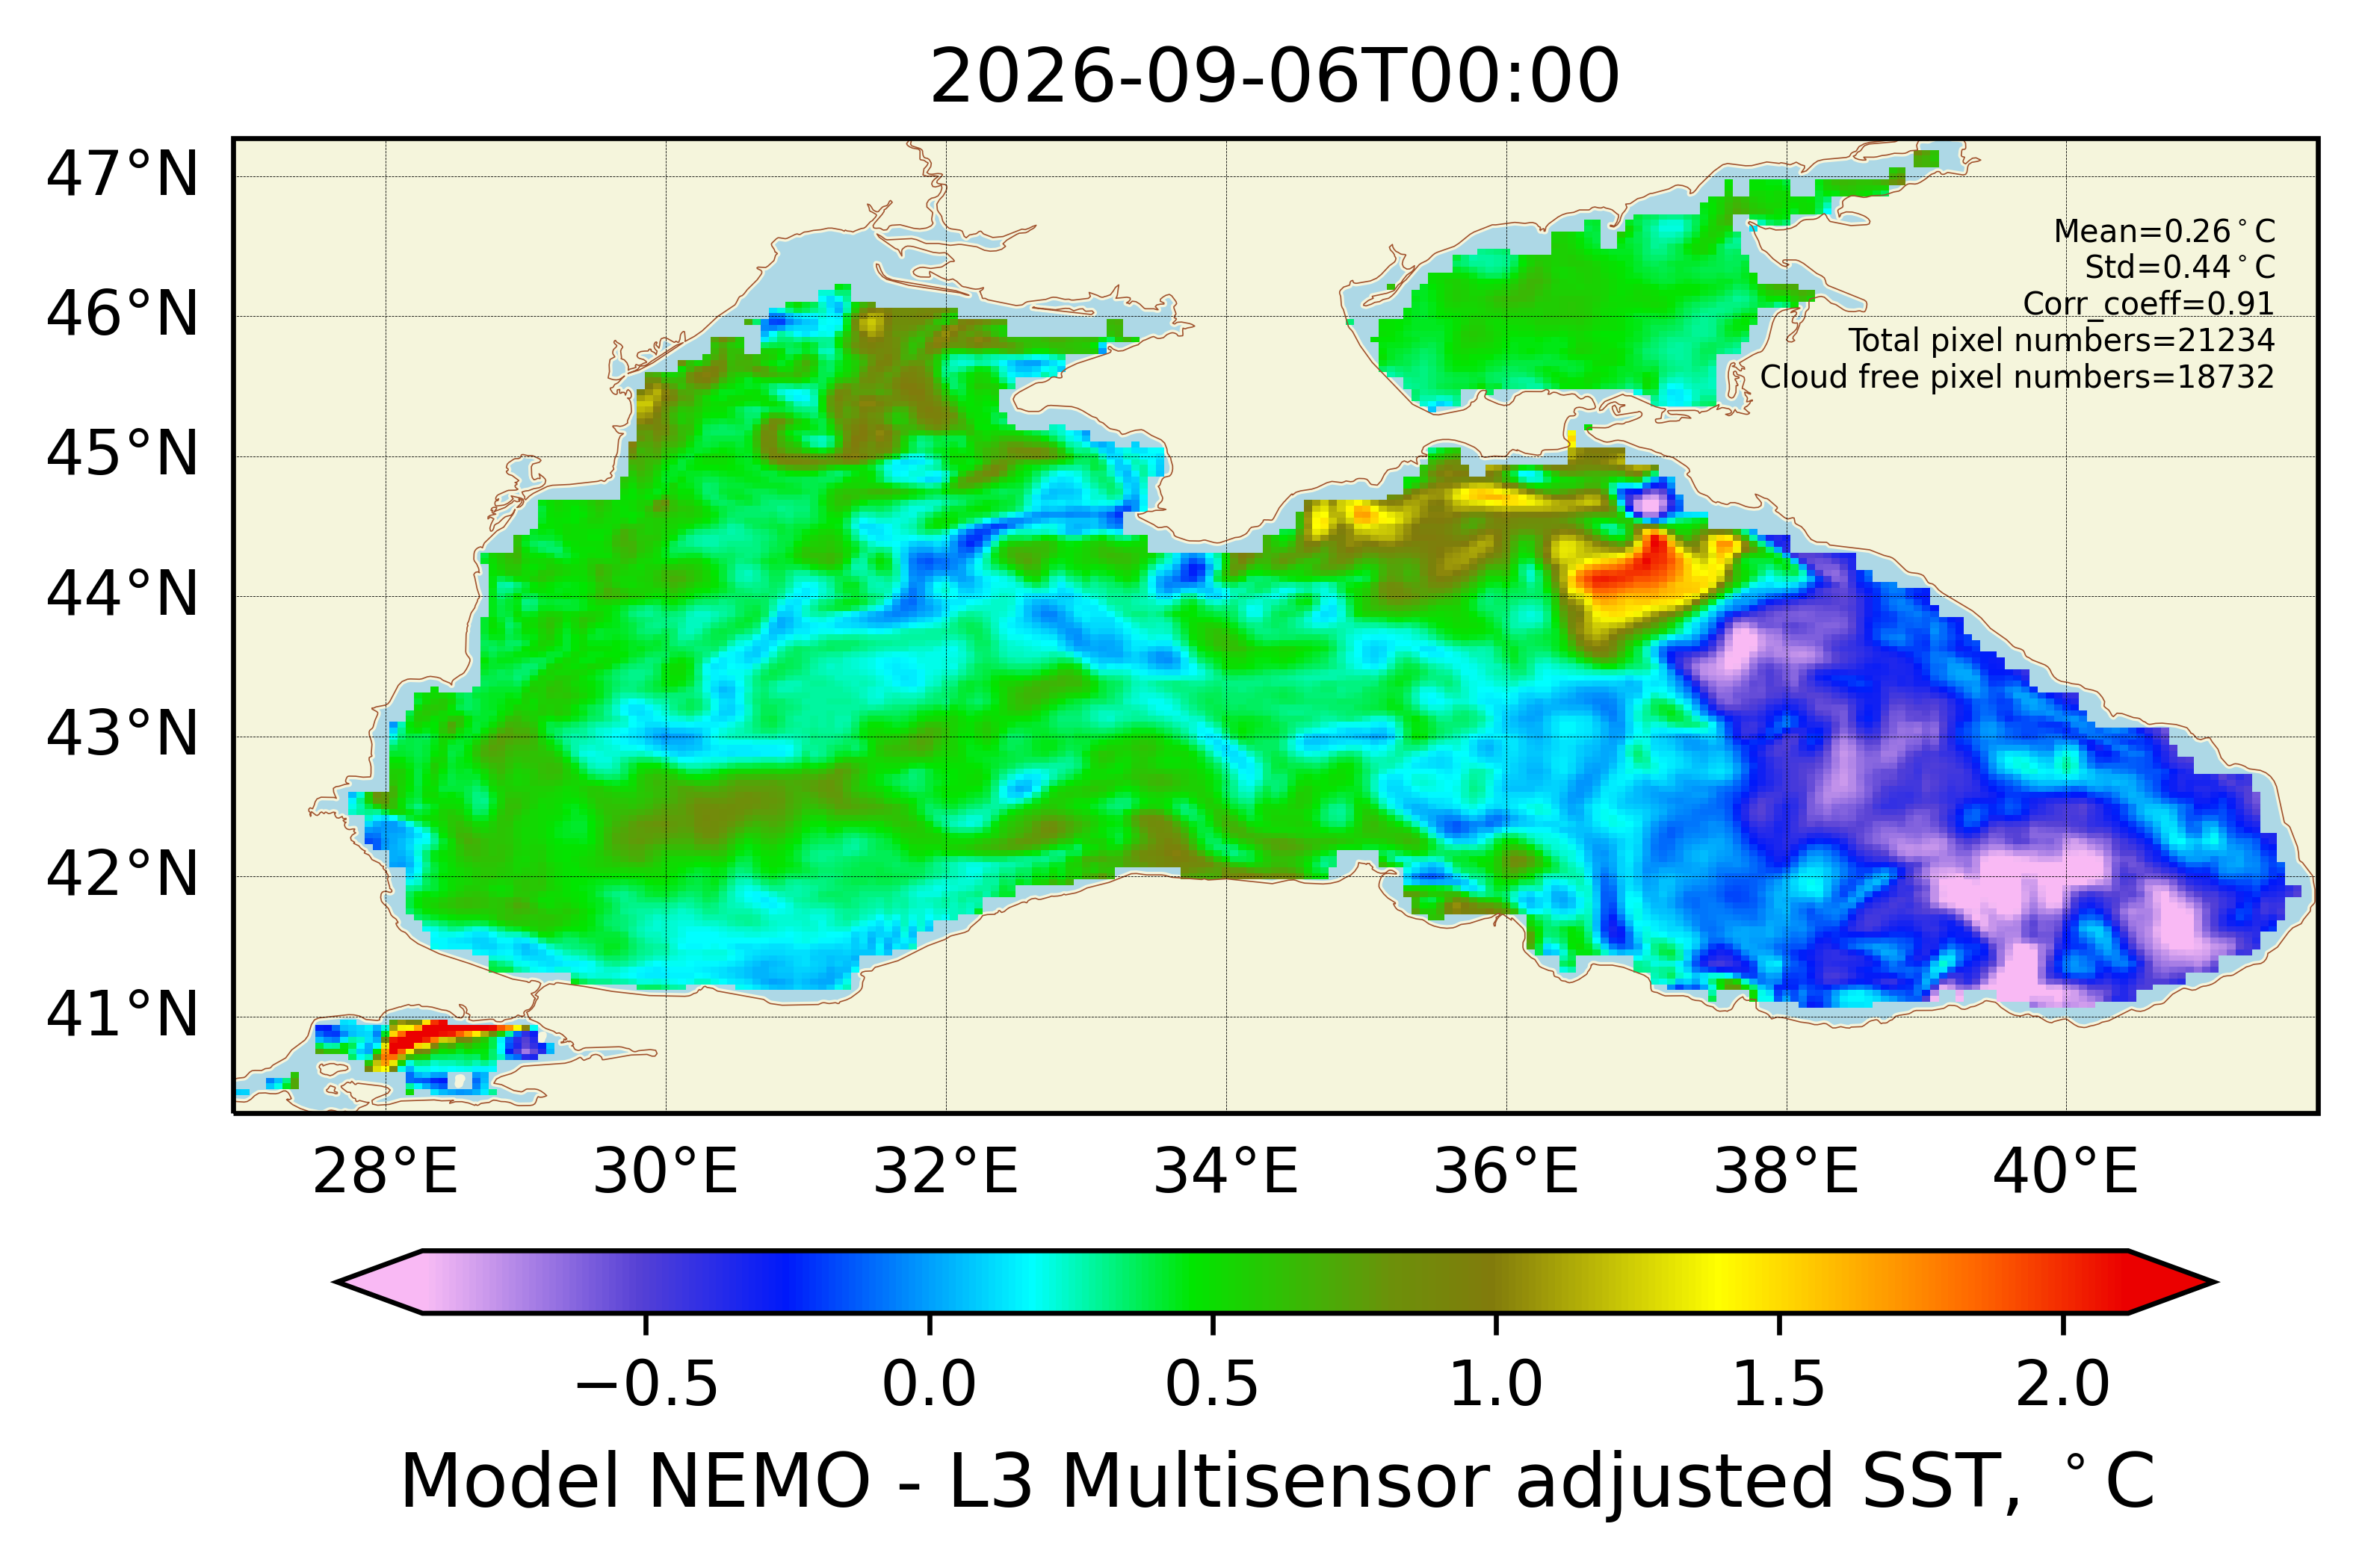 2026-09-06T00:00
47°N
46°N
45°N
44°N
43°N
42°N
41°N
Mean=0.26°C
Std=0.44°C
Corr_coeff=0.91
Total pixel numbers=21234
Cloud free pixel numbers=18732
28°E 30°E 32°E 34°E 36°E 38°E 40°E
−0.5 0.0 0.5 1.0 1.5 2.0
Model NEMO - L3 Multisensor adjusted SST, °C